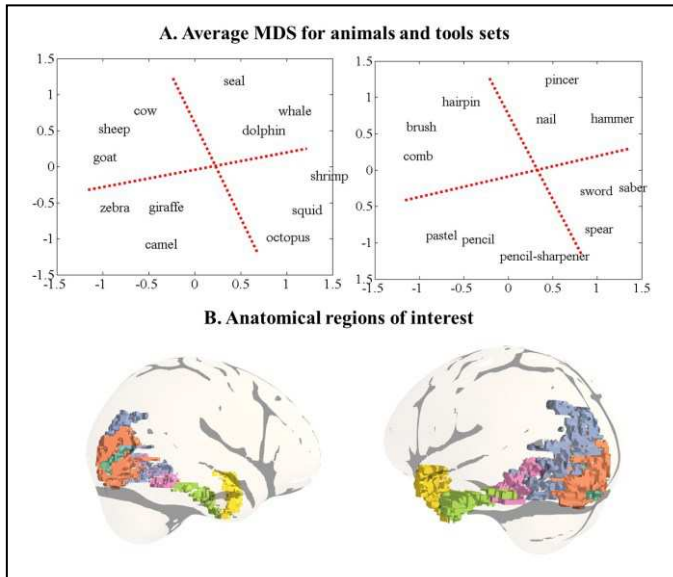 A. Average MDS for animals and tools sets
1.5
1
0.5
0
-0.5
-1
-1.5
-1.5
-1
-0.5
0
0.5
1
1.5
seal
cow
whale
sheep
dolphin
goat
shrimp
zebra
giraffe
squid
camel
octopus
1.5
1
0.5
0
-0.5
-1
-1.5
-1.5
-1
-0.5
0
0.5
1
1.5
pincer
hairpin
nail
hammer
brush
comb
sword
saber
pastel
pencil
spear
pencil-sharpener
B. Anatomical regions of interest